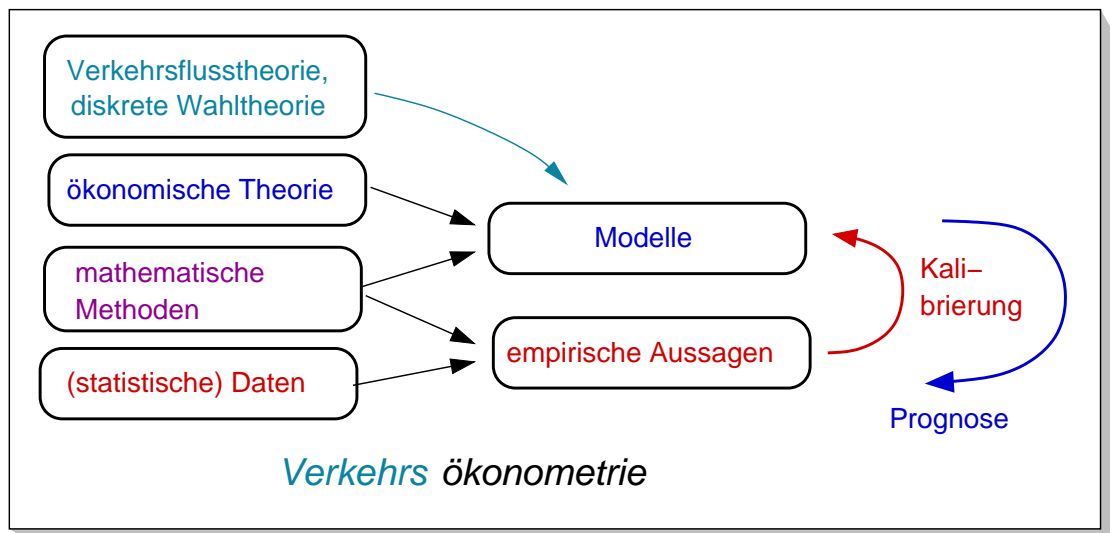 Verkehrsflusstheorie,
diskrete Wahltheorie
ökonomische Theorie
mathematische
Methoden
(statistische) Daten
Modelle
empirische Aussagen
Kali–
brierung
Prognose
Verkehrs ökonometrie